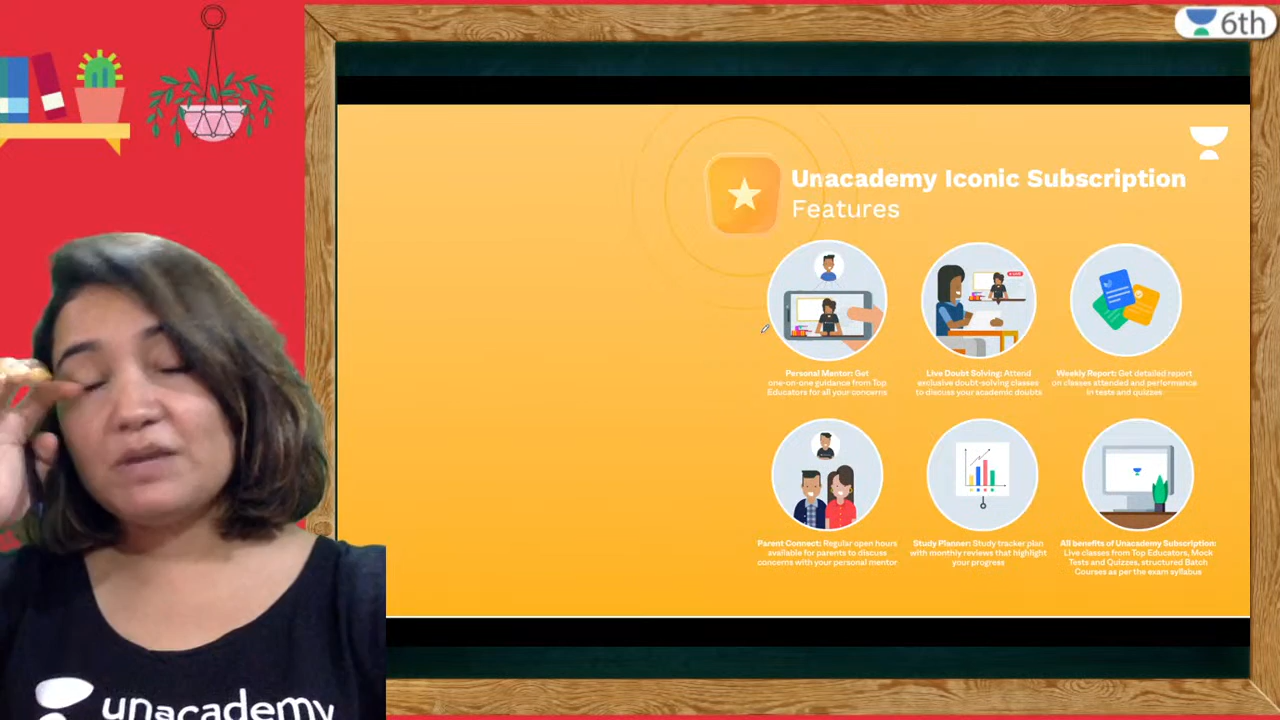 6th
Unacademy Iconic Subscription
Features
Personal Mentor: Get
one-on-one guidance from Top
Educators for all your concerns
Live Doubt Solving: Attend
exclusive doubt-solving classes
to discuss your academic doubts
Weekly Report: Get detailed report
on classes attended and performance
in tests and quizzes
Parent Connect: Regular open hours
available for parents to discuss
concerns with your personal mentor
Study Planner: Study tracker plan
with monthly reviews that highlight
your progress
All benefits of Unacademy Subscription:
Live classes from Top Educators, Mock
Tests and Quizzes, structured Batch
Courses as per the exam syllabus
unacademy